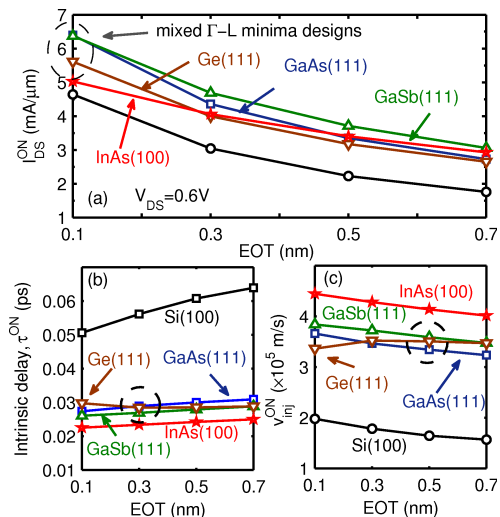 mixed Γ−L minima designs
Ge(111)
GaAs(111)
GaSb(111)
InAs(100)
(a) V_DS=0.6V
I_DS^ON (mA/μm)
7
6
5
4
3
2
1
0.1 0.3 0.5 0.7
EOT (nm)
(b)
Si(100)
Ge(111)
GaAs(111)
GaSb(111)
InAs(100)
Intrinsic delay, τ^ON (ps)
0.06
0.05
0.04
0.03
0.02
0.01
0.1 0.3 0.5 0.7
EOT (nm)
(c)
InAs(100)
GaSb(111)
Ge(111)
GaAs(111)
Si(100)
v_inj^ON (×10^5 m/s)
5
4
3
2
1
0.1 0.3 0.5 0.7
EOT (nm)